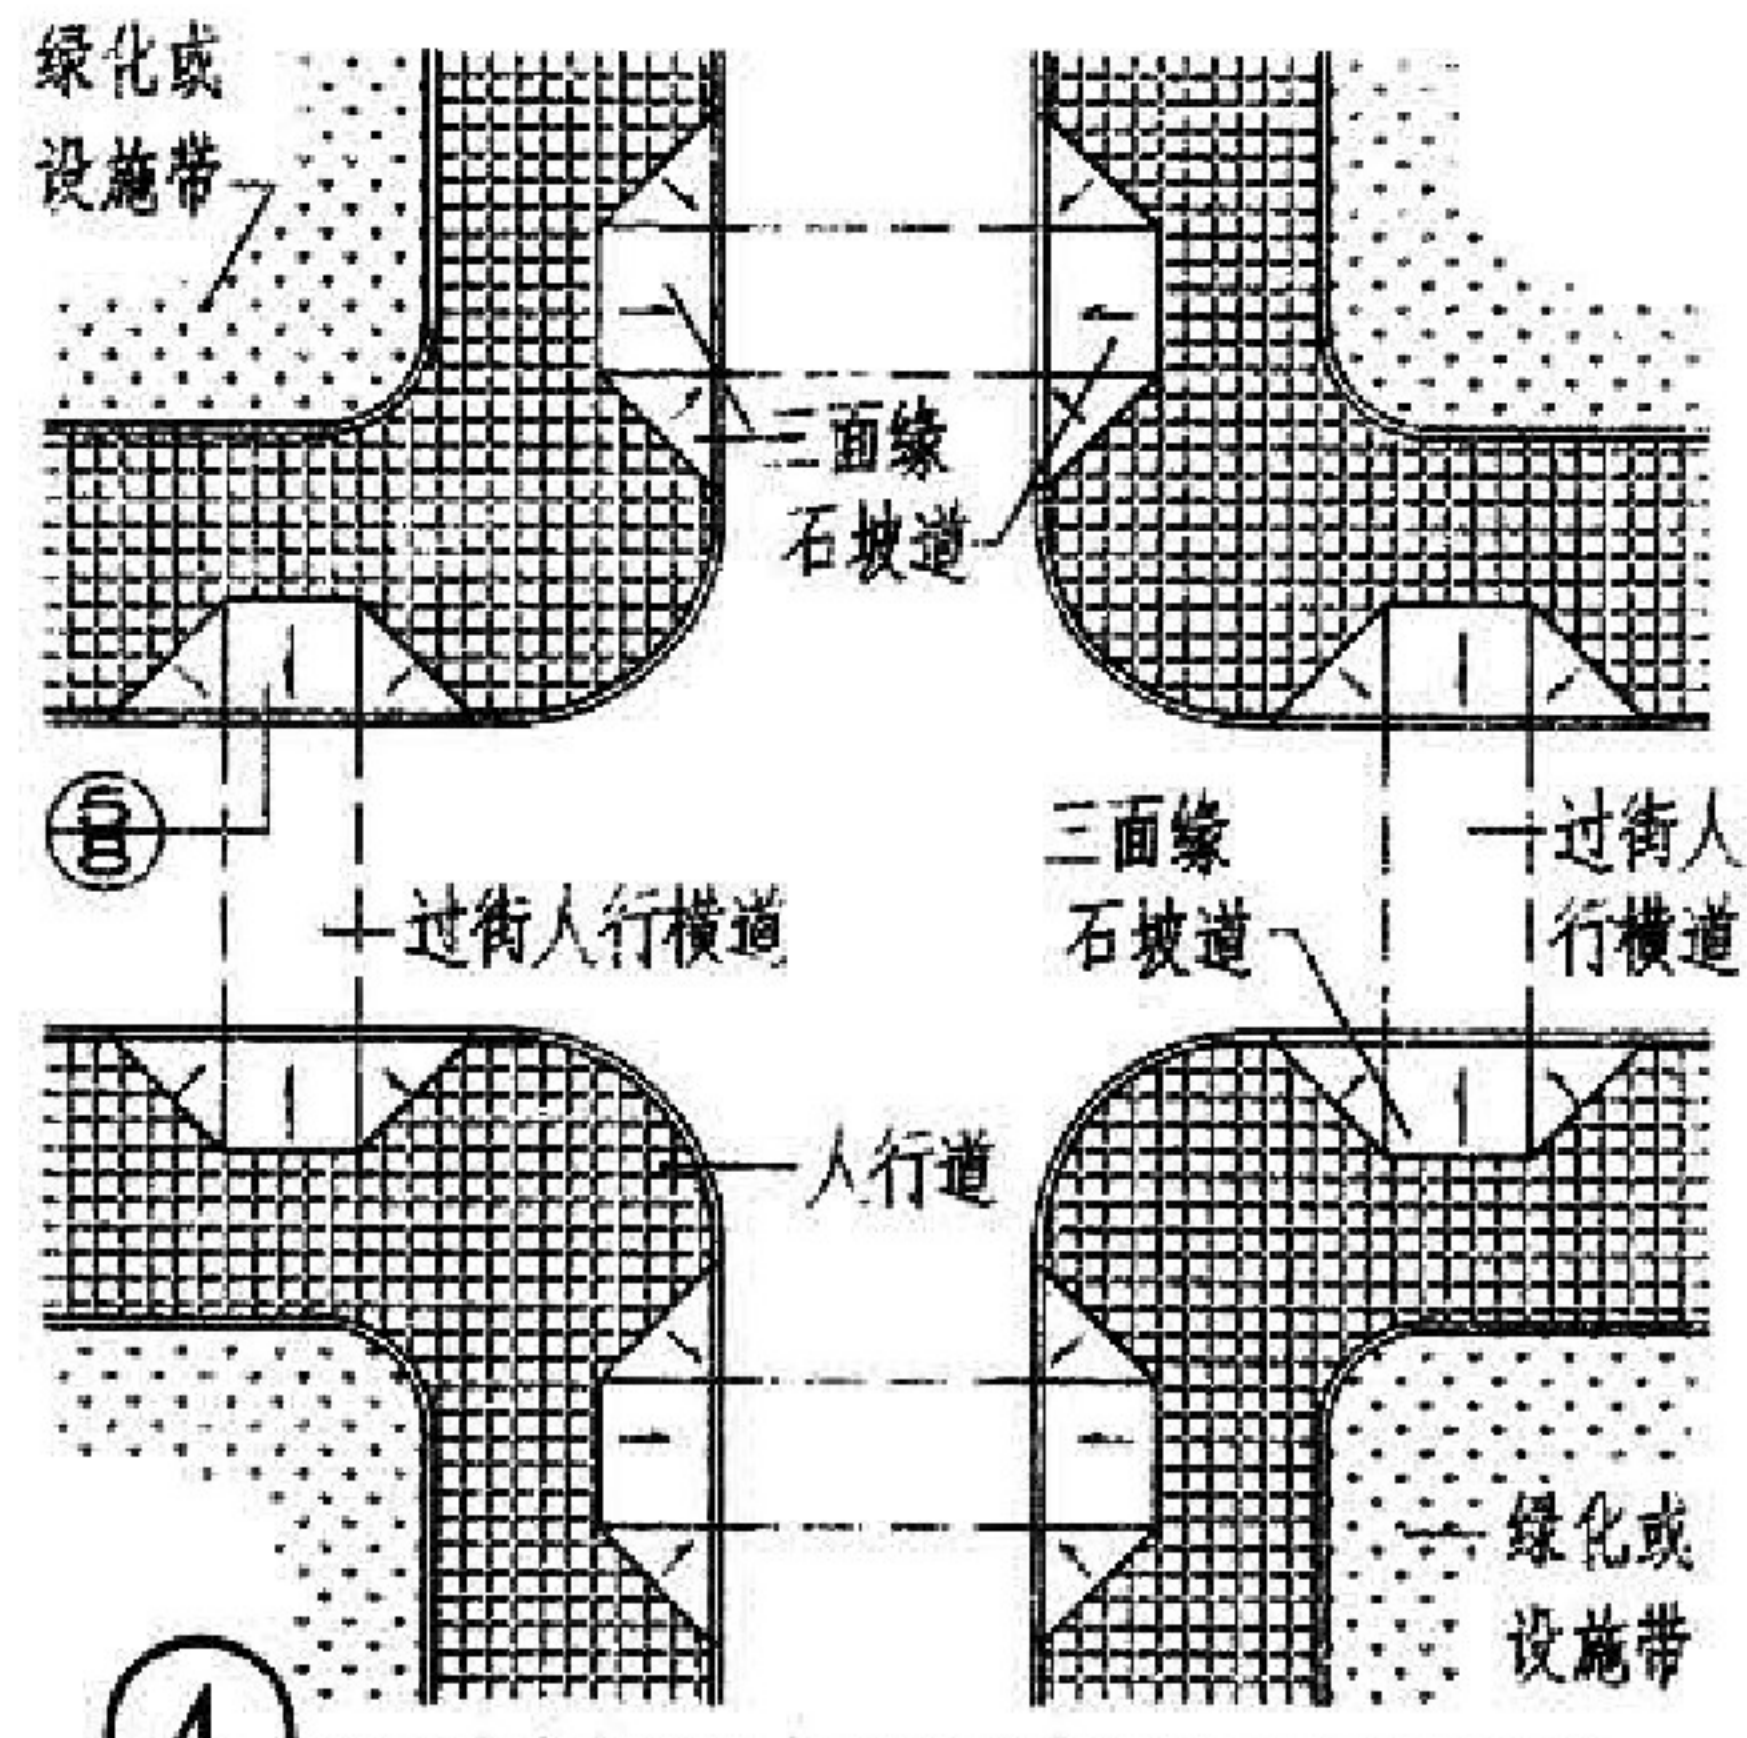 绿化或
设施带
三面缘
石坡道
三面缘
石坡道
过街人
行横道
过街人行横道
人行道
绿化或
设施带